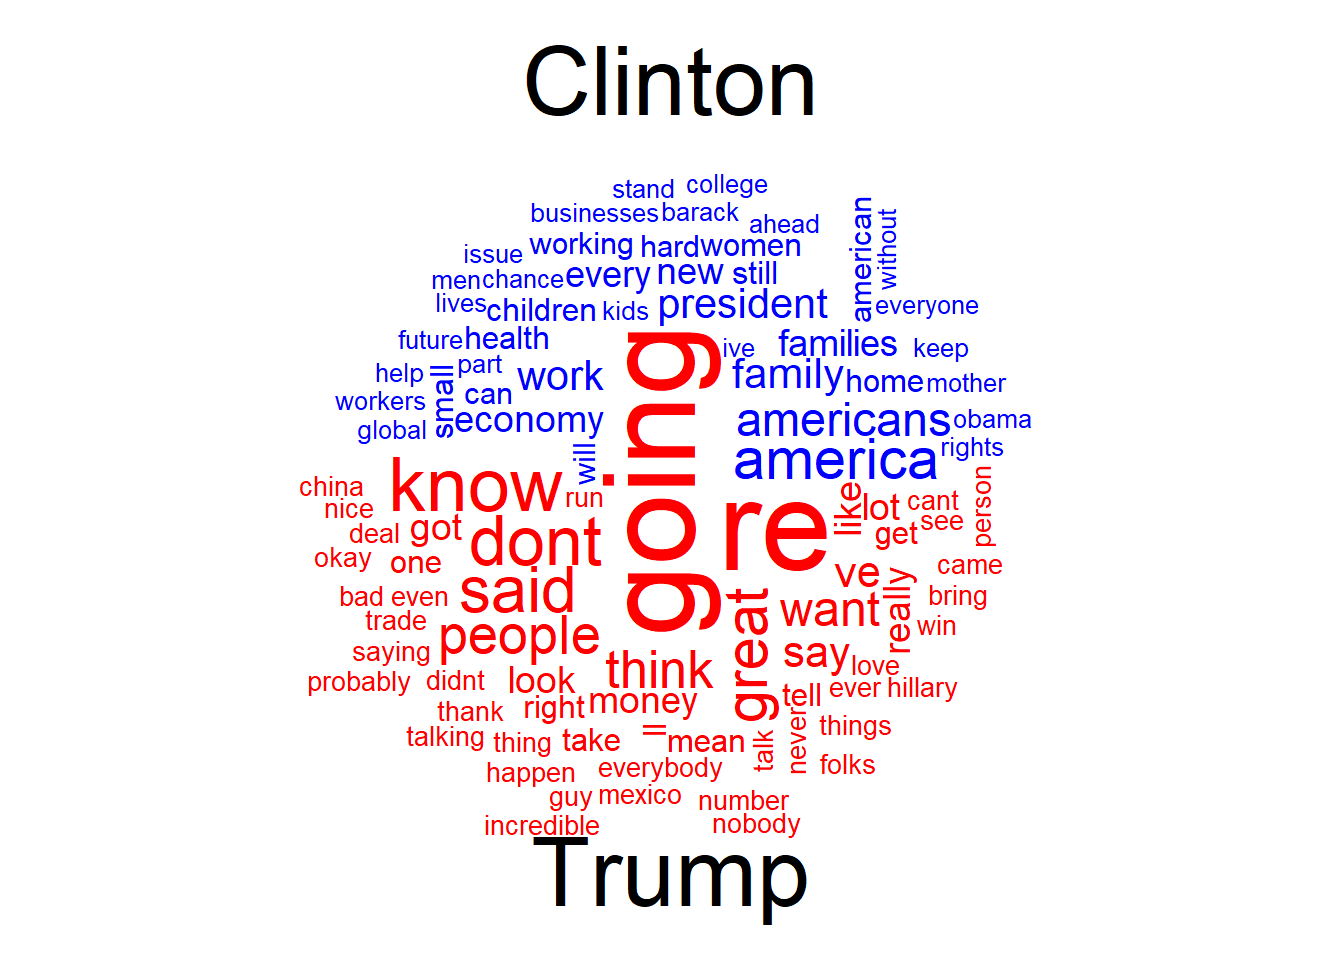 Clinton
stand college
businesses barack
ahead
american
without
issue working hard women
men chance every new still
lives children kids president everyone
future health ive families keep
help small part work family home mother
workers can
global economy americans obama
will america rights
going
china know run like lot cant person
nice
deal got dont re get see
okay one ve came
bad even said great want really bring
trade people win
saying think say love
probably didnt look money tell ever hillary
thank right
talking thing take ll mean talk never things
happen everybody folks
guy mexico number
incredible nobody
Trump